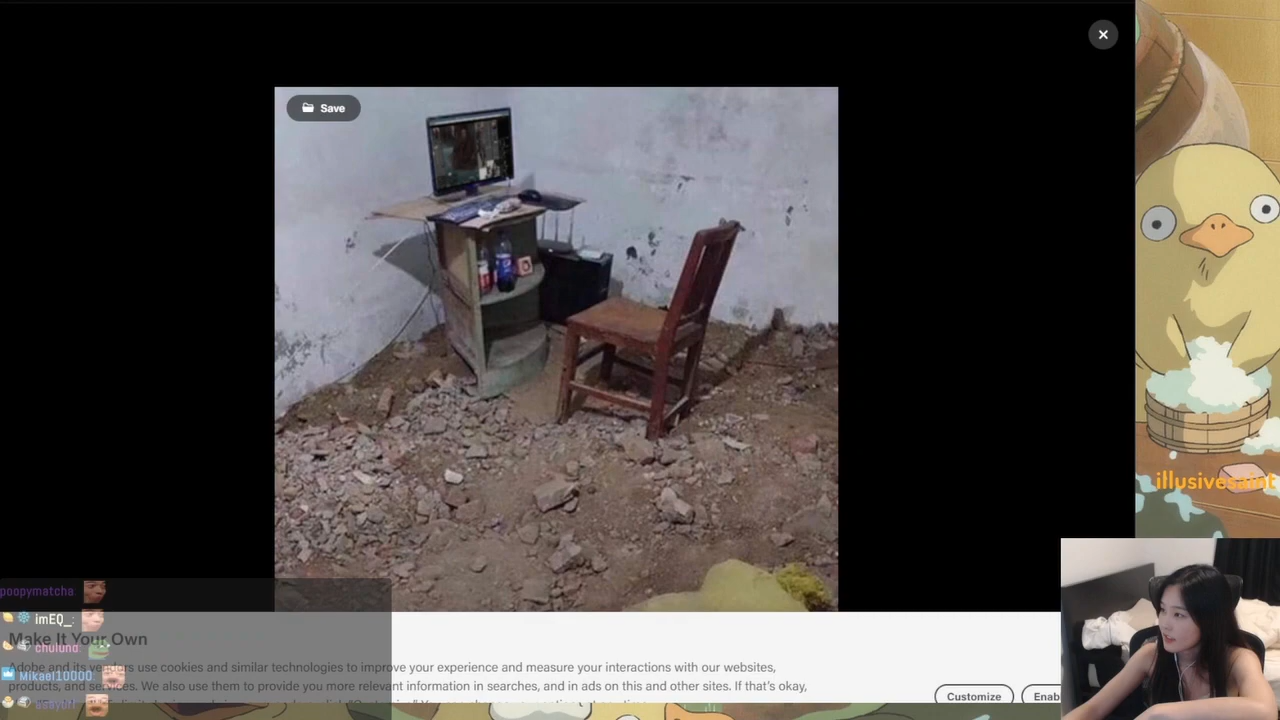 Save
illusivesaint
poopymatcha:
imEQ_:
chulund:
Mikael10000:
Make It Your Own
Adobe and its vendors use cookies and similar technologies to improve your experience and measure your interactions with our websites,
products, and services. We also use them to provide you more relevant information in searches, and in ads on this and other sites. If that's okay,
Customize
Enab